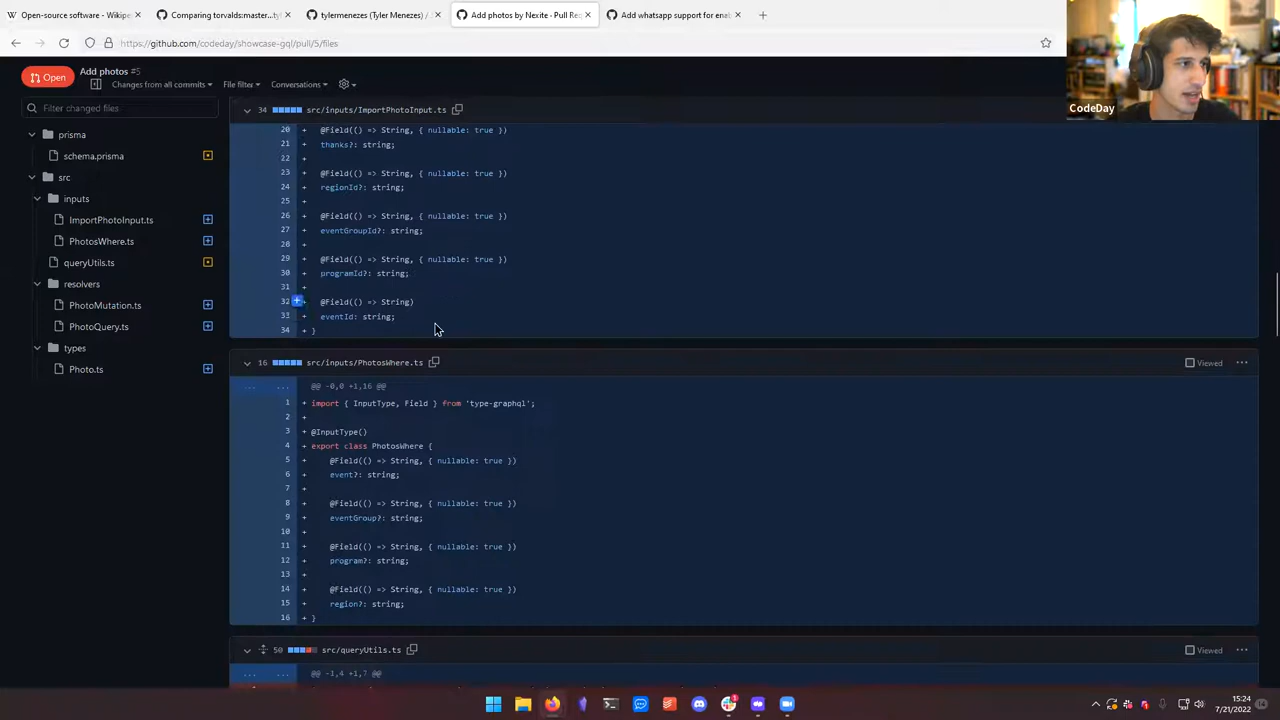 Open-source software - Wikipe
Comparing torvalds:master...tyl
tylermenezes (Tyler Menezes) /
Add photos by Nexite · Pull Re
Add whatsapp support for enal
https://github.com/codeday/showcase-gql/pull/5/files
CodeDay
Open
Add photos #5
Changes from all commits
File filter
Conversations
Filter changed files
prisma
schema.prisma
src
inputs
ImportPhotoInput.ts
PhotosWhere.ts
queryUtils.ts
resolvers
PhotoMutation.ts
PhotoQuery.ts
types
Photo.ts
34 src/inputs/ImportPhotoInput.ts
20 + @Field(() => String, { nullable: true })
21 + thanks?: string;
22 +
23 + @Field(() => String, { nullable: true })
24 + regionId?: string;
25 +
26 + @Field(() => String, { nullable: true })
27 + eventGroupId?: string;
28 +
29 + @Field(() => String, { nullable: true })
30 + programId?: string;
31 +
32 + @Field(() => String)
33 + eventId: string;
34 + }
16 src/inputs/PhotosWhere.ts
Viewed ...
... ... @@ -0,0 +1,16 @@
1 + import { InputType, Field } from 'type-graphql';
2 +
3 + @InputType()
4 + export class PhotosWhere {
5 + @Field(() => String, { nullable: true })
6 + event?: string;
7 +
8 + @Field(() => String, { nullable: true })
9 + eventGroup?: string;
10 +
11 + @Field(() => String, { nullable: true })
12 + program?: string;
13 +
14 + @Field(() => String, { nullable: true })
15 + region?: string;
16 + }
50 src/queryUtils.ts
Viewed ...
... ... @@ -1,4 +1,7 @@
15:24
7/21/2022